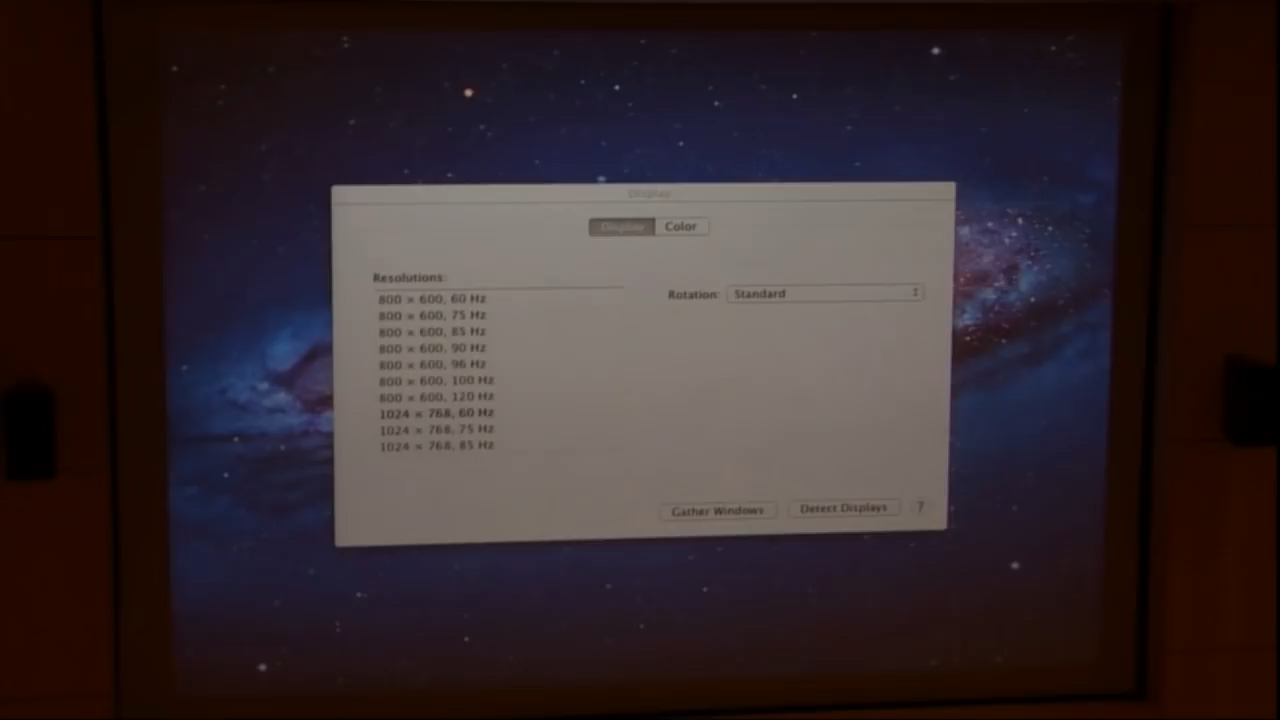 Display
Display Color
Resolutions:
800 × 600, 60 Hz
800 × 600, 75 Hz
800 × 600, 85 Hz
800 × 600, 90 Hz
800 × 600, 96 Hz
800 × 600, 100 Hz
800 × 600, 120 Hz
1024 × 768, 60 Hz
1024 × 768, 75 Hz
1024 × 768, 85 Hz
Rotation: Standard
Gather Windows Detect Displays ?